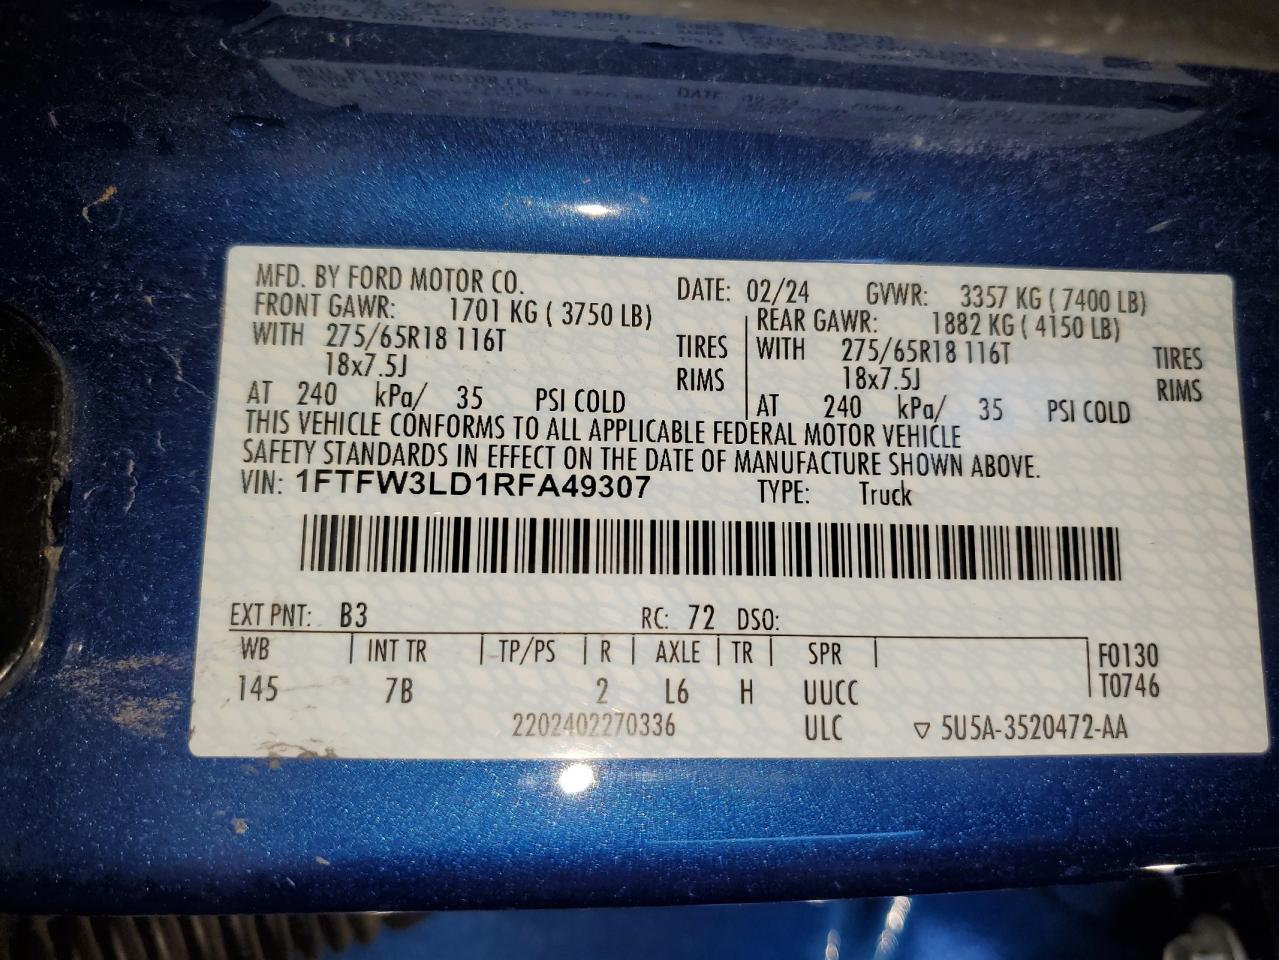 MFD. BY FORD MOTOR CO. DATE: 02/24 GVWR: 3357 KG ( 7400 LB)
FRONT GAWR: 1701 KG ( 3750 LB) REAR GAWR: 1882 KG ( 4150 LB)
WITH 275/65R18 116T TIRES WITH 275/65R18 116T TIRES
18x7.5J RIMS 18x7.5J RIMS
AT 240 kPa/ 35 PSI COLD AT 240 kPa/ 35 PSI COLD
THIS VEHICLE CONFORMS TO ALL APPLICABLE FEDERAL MOTOR VEHICLE
SAFETY STANDARDS IN EFFECT ON THE DATE OF MANUFACTURE SHOWN ABOVE.
VIN: 1FTFW3LD1RFA49307 TYPE: Truck
EXT PNT: B3 RC: 72 DSO:
WB INT TR TP/PS R AXLE TR SPR F0130
145 7B 2 L6 H UUCC T0746
2202402270336 ULC ▽ 5U5A-3520472-AA